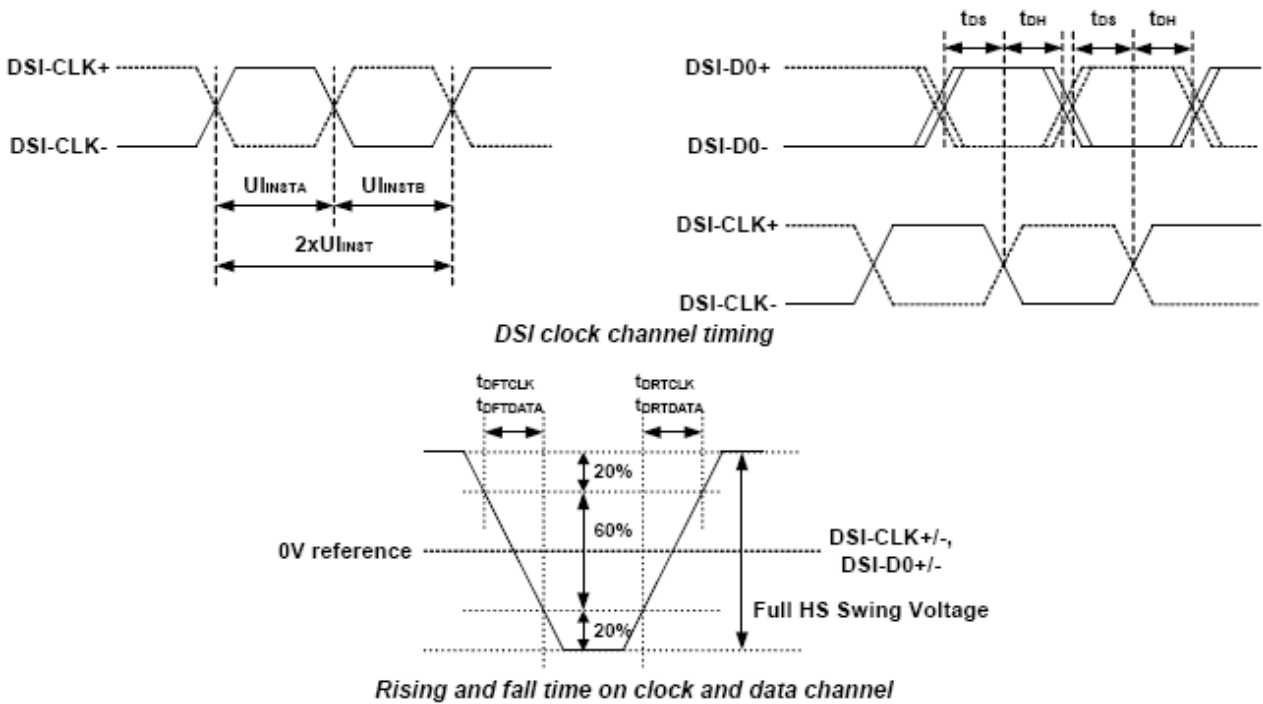 DSI-CLK+
DSI-CLK-
UIINSTA
UIINSTB
2xUIINST
tDS
tDH
tDS
tDH
DSI-D0+
DSI-D0-
DSI-CLK+
DSI-CLK-
DSI clock channel timing
tDFTCLK
tDFTDATA
tDRTCLK
tDRTDATA
20%
60%
20%
0V reference
DSI-CLK+/-,
DSI-D0+/-
Full HS Swing Voltage
Rising and fall time on clock and data channel